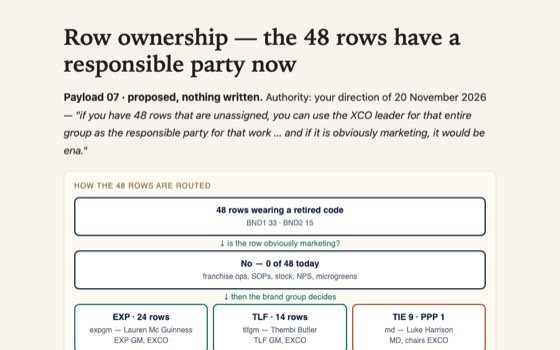 Row ownership — the 48 rows have a
responsible party now
Payload 07 · proposed, nothing written. Authority: your direction of 20 November 2026
— "if you have 48 rows that are unassigned, you can use the XCO leader for that entire
group as the responsible party for that work ... and if it is obviously marketing, it would be
ena."
HOW THE 48 ROWS ARE ROUTED
48 rows wearing a retired code
BND1 33 · BND2 15
↓ is the row obviously marketing?
No — 0 of 48 today
franchise ops, SOPs, stock, NPS, microgreens
↓ then the brand group decides
EXP · 24 rows
expgm — Lauren Mc Guinness
EXP GM, EXCO
TLF · 14 rows
tlfgm — Thembi Butler
TLF GM, EXCO
TIE 9 · PPP 1
md — Luke Harrison
MD, chairs EXCO